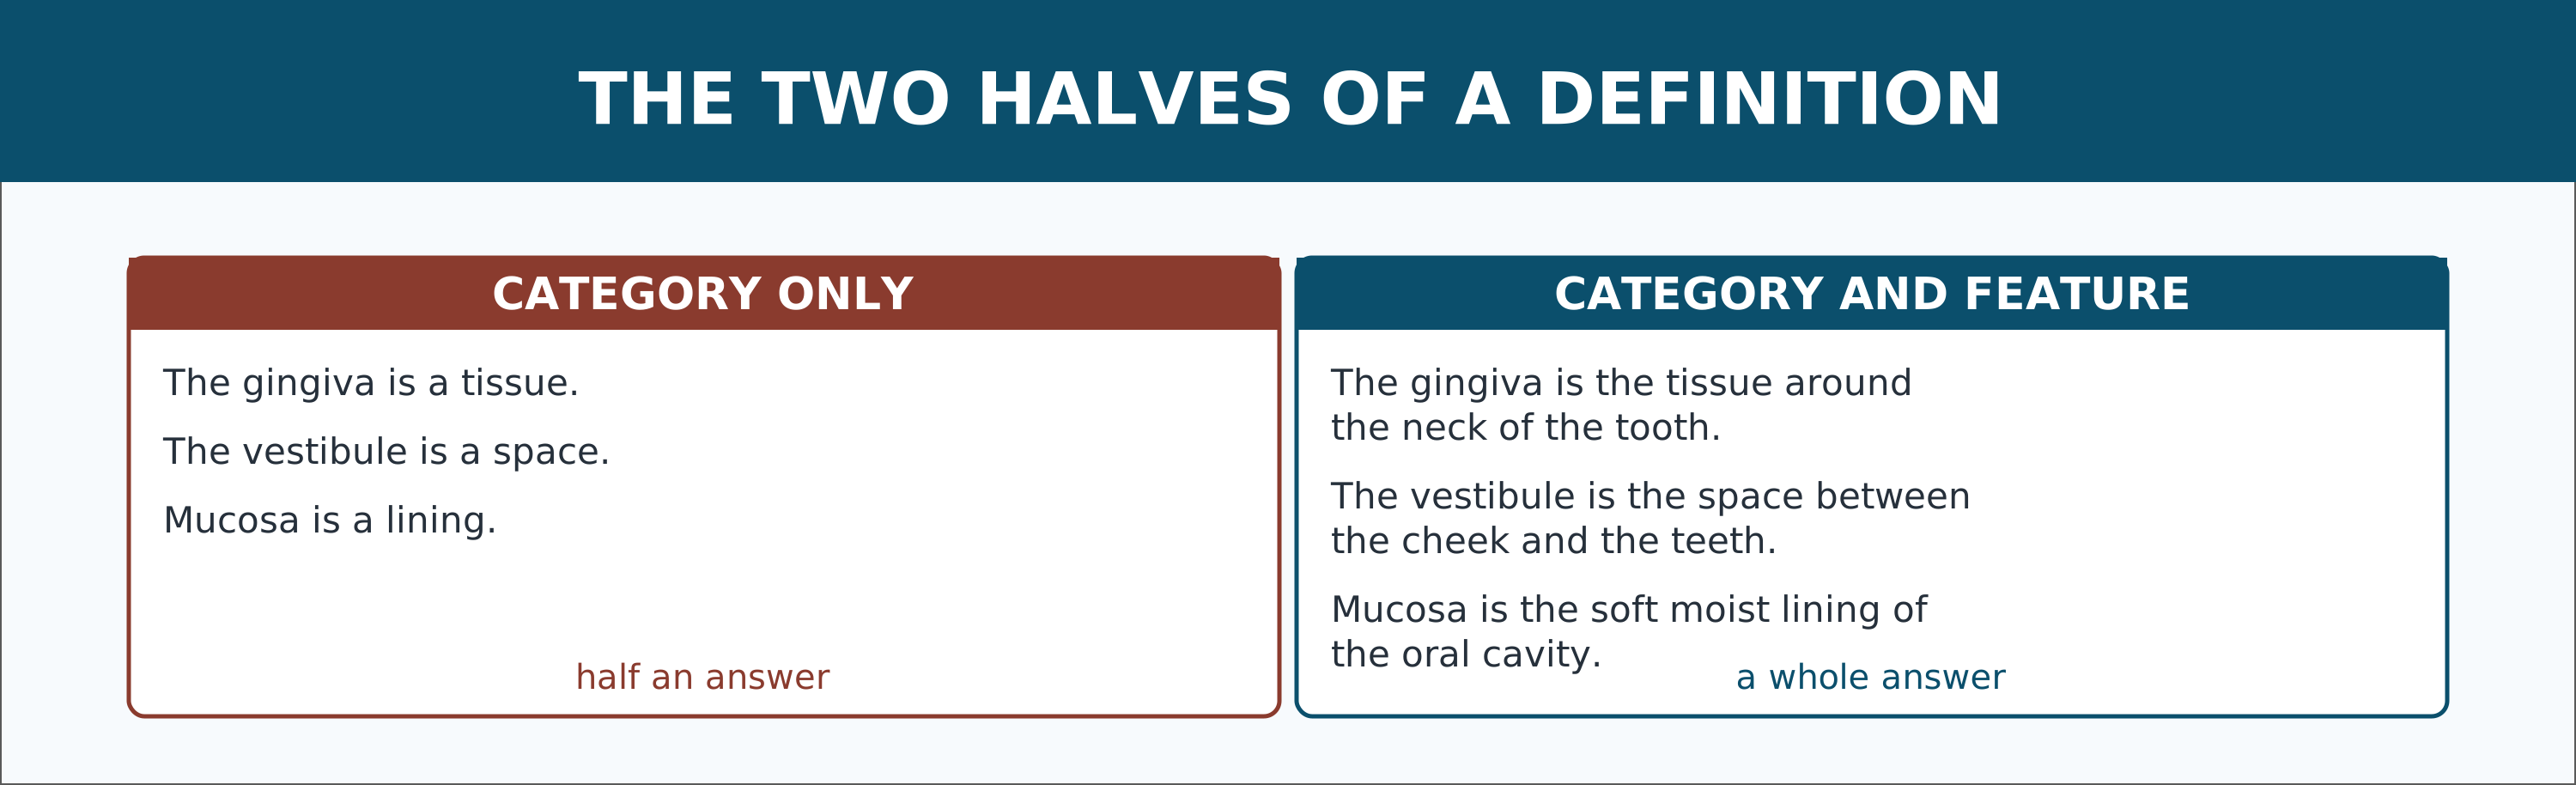 THE TWO HALVES OF A DEFINITION
CATEGORY ONLY
The gingiva is a tissue.
The vestibule is a space.
Mucosa is a lining.
half an answer
CATEGORY AND FEATURE
The gingiva is the tissue around
the neck of the tooth.
The vestibule is the space between
the cheek and the teeth.
Mucosa is the soft moist lining of
the oral cavity.
a whole answer